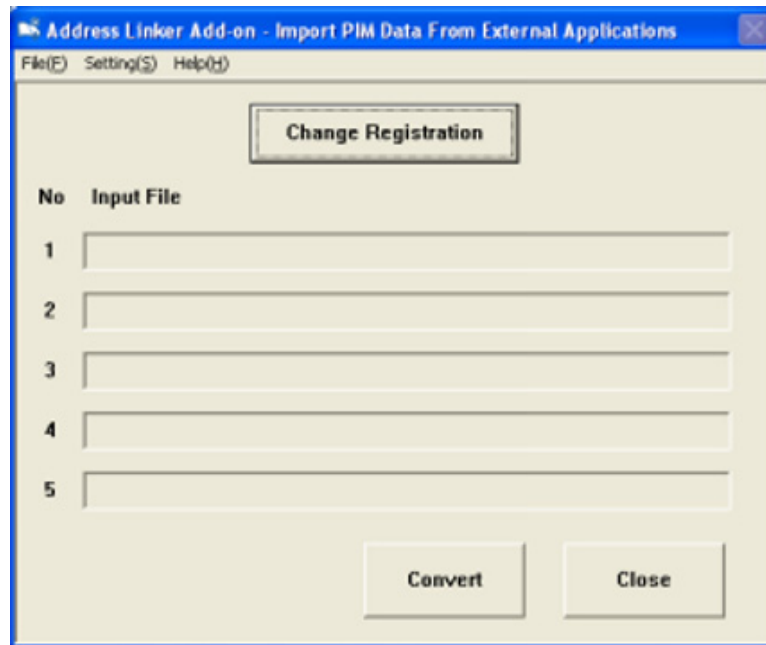 Address Linker Add-on - Import PIM Data From External Applications
File(F) Setting(S) Help(H)
Change Registration
No Input File
1
2
3
4
5
Convert Close